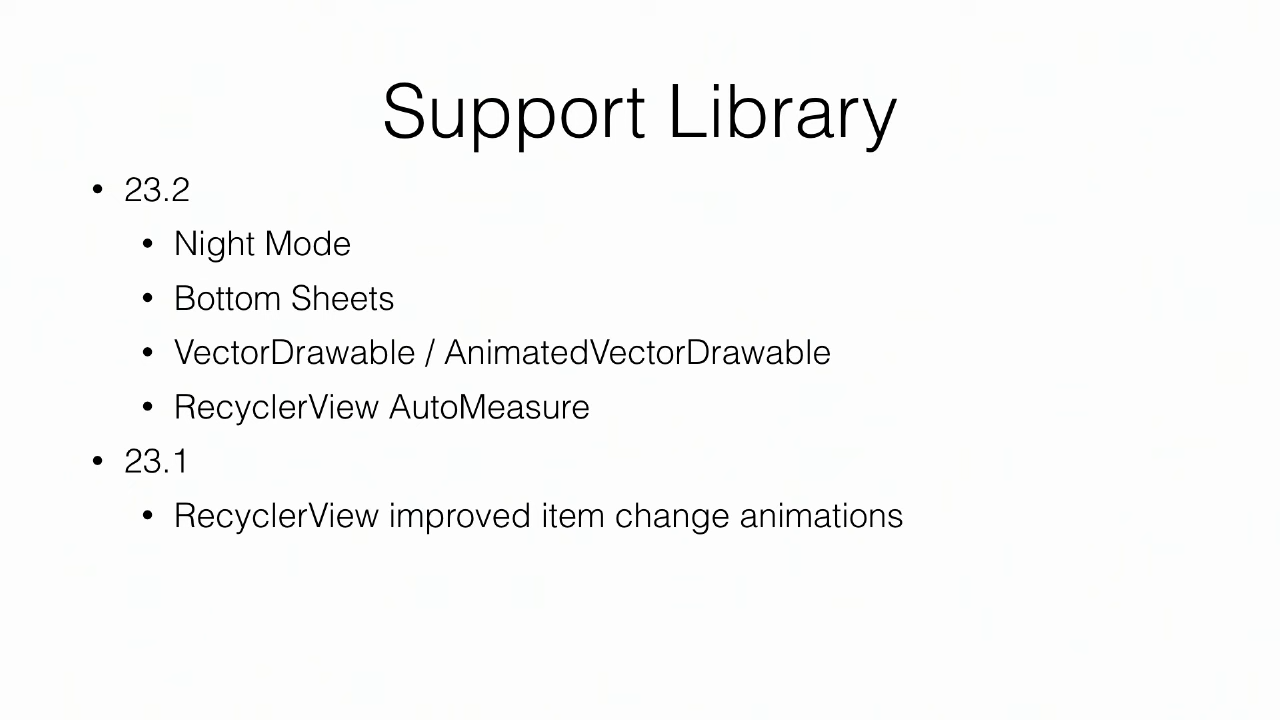 Support Library
• 23.2
• Night Mode
• Bottom Sheets
• VectorDrawable / AnimatedVectorDrawable
• RecyclerView AutoMeasure
• 23.1
• RecyclerView improved item change animations